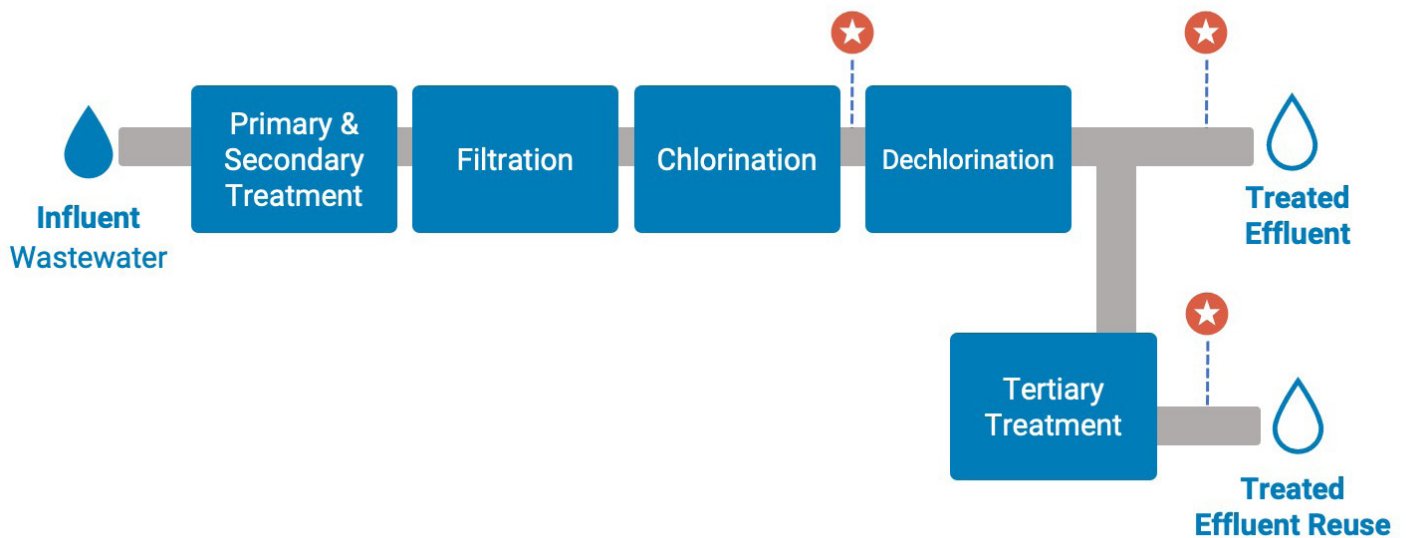 Influent
Wastewater
Primary &
Secondary
Treatment
Filtration
Chlorination
Dechlorination
Treated
Effluent
Tertiary
Treatment
Treated
Effluent Reuse